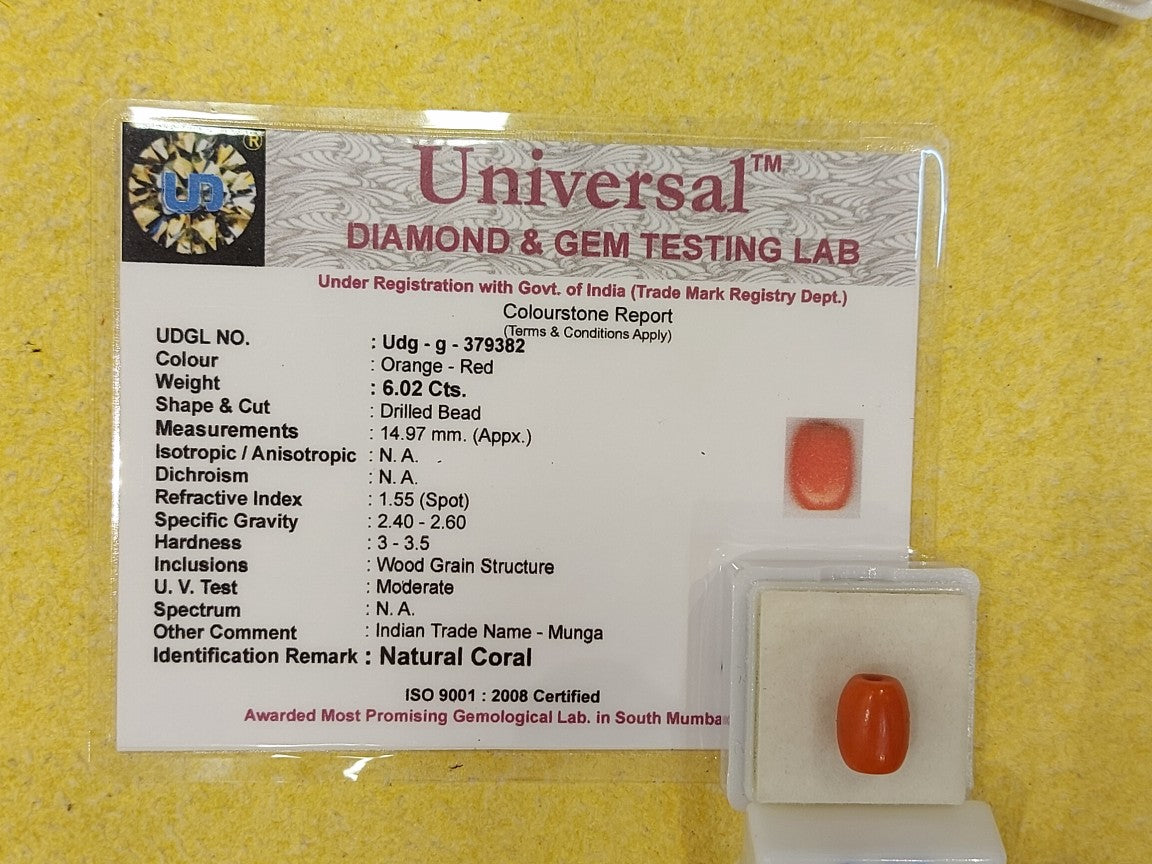 UD ®
Universal™
DIAMOND & GEM TESTING LAB
Under Registration with Govt. of India (Trade Mark Registry Dept.)
Colourstone Report
(Terms & Conditions Apply)
UDGL NO. : Udg - g - 379382
Colour : Orange - Red
Weight : 6.02 Cts.
Shape & Cut : Drilled Bead
Measurements : 14.97 mm. (Appx.)
Isotropic / Anisotropic : N. A.
Dichroism : N. A.
Refractive Index : 1.55 (Spot)
Specific Gravity : 2.40 - 2.60
Hardness : 3 - 3.5
Inclusions : Wood Grain Structure
U. V. Test : Moderate
Spectrum : N. A.
Other Comment : Indian Trade Name - Munga
Identification Remark : Natural Coral
ISO 9001 : 2008 Certified
Awarded Most Promising Gemological Lab. in South Mumba